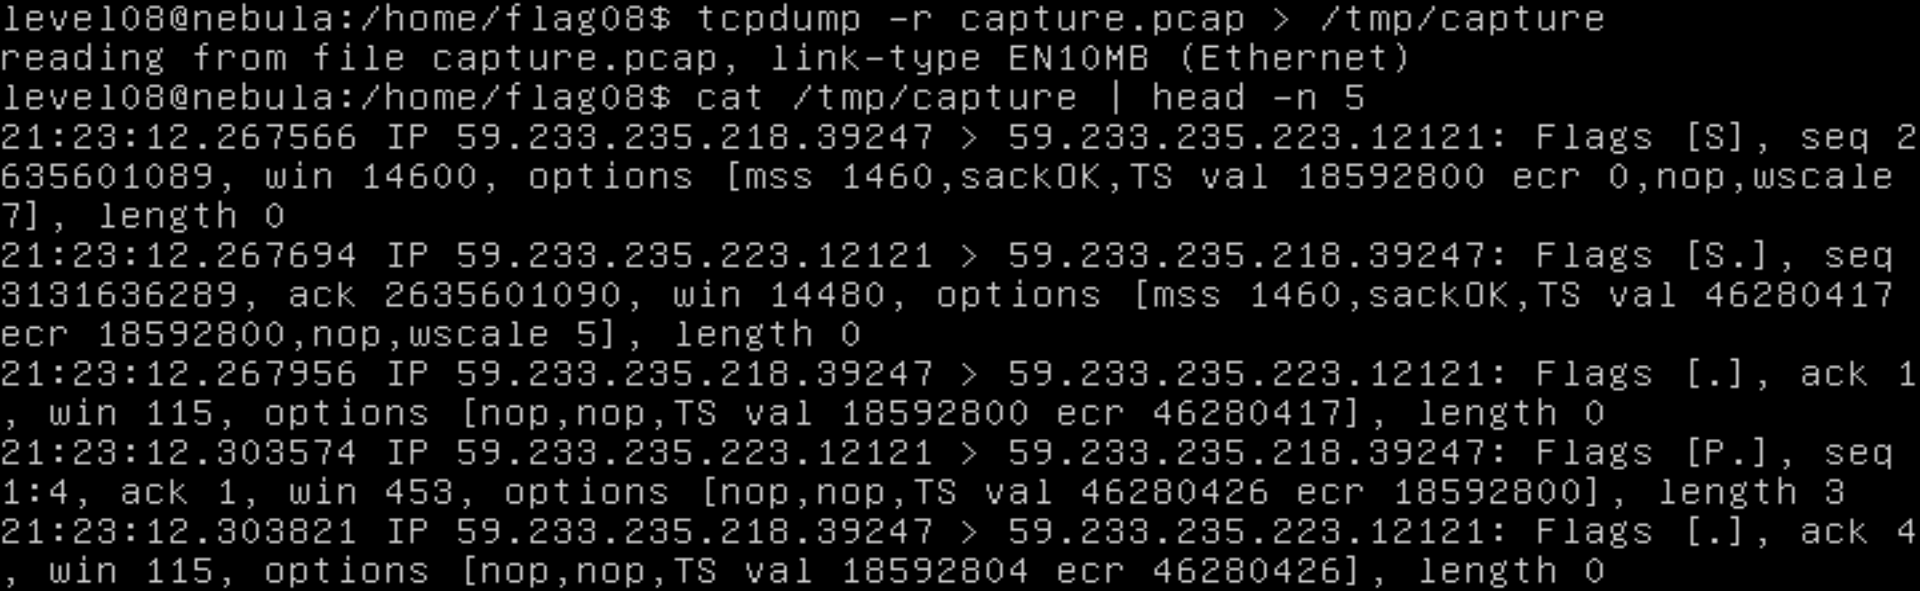 level08@nebula:/home/flag08$ tcpdump -r capture.pcap > /tmp/capture
reading from file capture.pcap, link-type EN10MB (Ethernet)
level08@nebula:/home/flag08$ cat /tmp/capture | head -n 5
21:23:12.267566 IP 59.233.235.218.39247 > 59.233.235.223.12121: Flags [S], seq 2
635601089, win 14600, options [mss 1460,sackOK,TS val 18592800 ecr 0,nop,wscale
7], length 0
21:23:12.267694 IP 59.233.235.223.12121 > 59.233.235.218.39247: Flags [S.], seq
3131636289, ack 2635601090, win 14480, options [mss 1460,sackOK,TS val 46280417
ecr 18592800,nop,wscale 5], length 0
21:23:12.267956 IP 59.233.235.218.39247 > 59.233.235.223.12121: Flags [.], ack 1
, win 115, options [nop,nop,TS val 18592800 ecr 46280417], length 0
21:23:12.303574 IP 59.233.235.223.12121 > 59.233.235.218.39247: Flags [P.], seq
1:4, ack 1, win 453, options [nop,nop,TS val 46280426 ecr 18592800], length 3
21:23:12.303821 IP 59.233.235.218.39247 > 59.233.235.223.12121: Flags [.], ack 4
, win 115, options [nop,nop,TS val 18592804 ecr 46280426], length 0